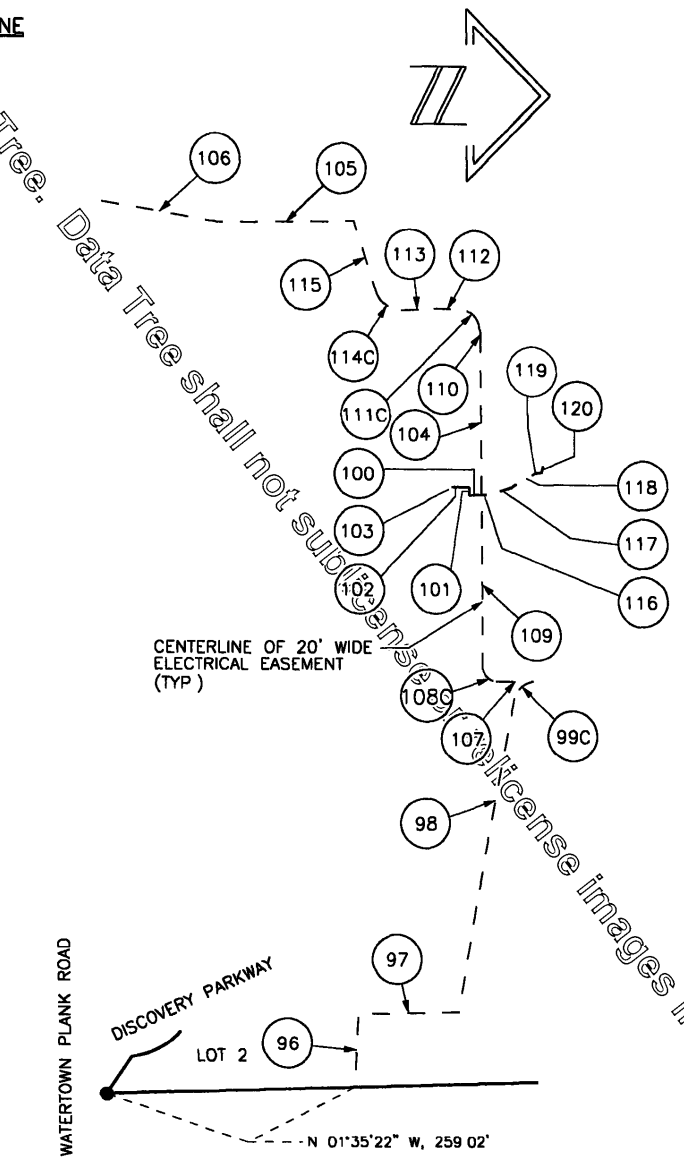 NE
Tree. Data Tree shall not sublicense or relicense images i
106
105
115
113
112
114C
111C
110
104
119
120
100
118
103
117
102
101
116
109
CENTERLINE OF 20' WIDE
ELECTRICAL EASEMENT
(TYP )
108C
107
99C
98
97
96
WATERTOWN PLANK ROAD
DISCOVERY PARKWAY
LOT 2
N 01°35'22" W, 259 02'